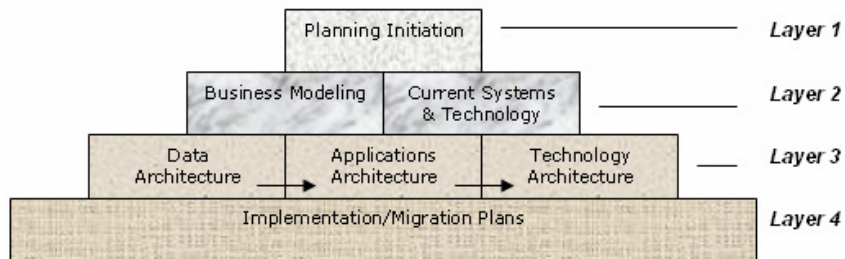 Planning Initiation
Layer 1
Business Modeling
Current Systems
& Technology
Layer 2
Data
Architecture
Applications
Architecture
Technology
Architecture
Layer 3
Implementation/Migration Plans
Layer 4